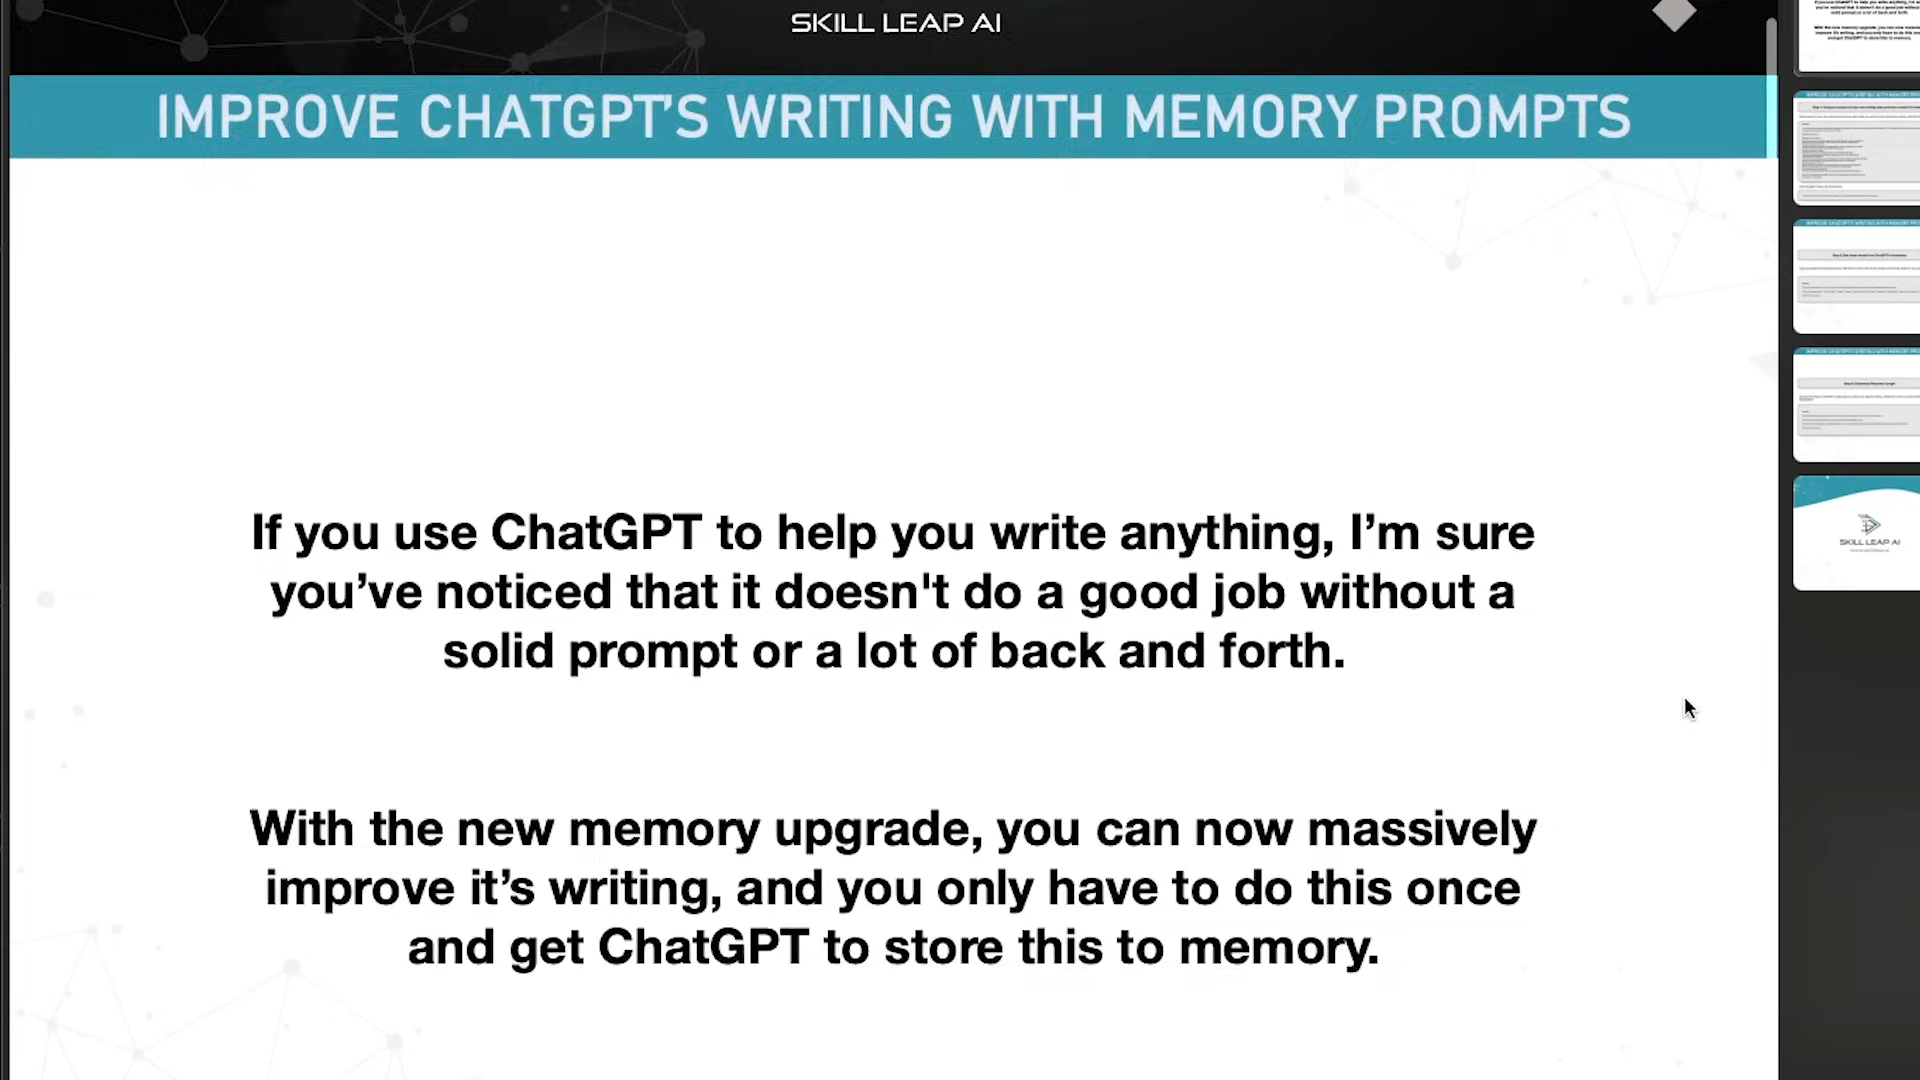 SKILL LEAP AI
IMPROVE CHATGPT'S WRITING WITH MEMORY PROMPTS
If you use ChatGPT to help you write anything, I’m sure
you’ve noticed that it doesn't do a good job without a
solid prompt or a lot of back and forth.
With the new memory upgrade, you can now massively
improve it’s writing, and you only have to do this once
and get ChatGPT to store this to memory.
SKILL LEAP AI